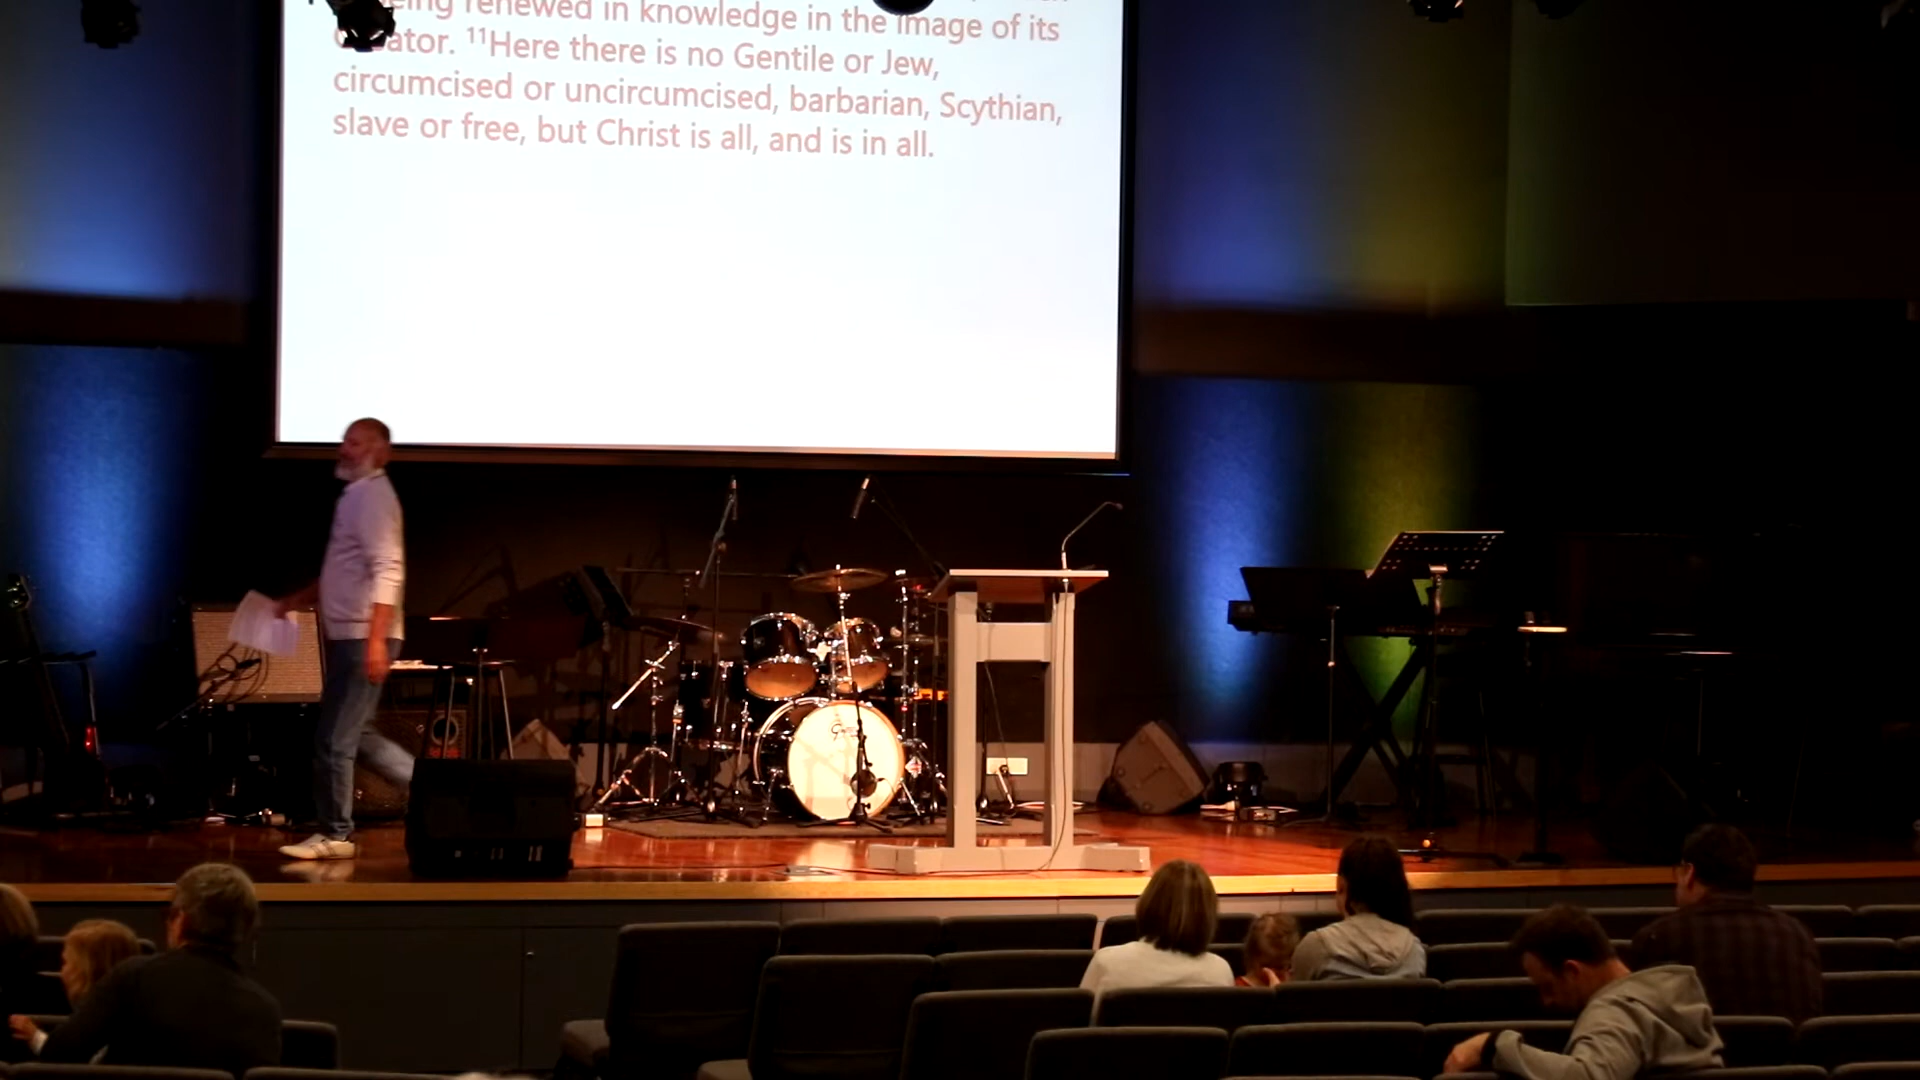 renewed in knowledge in the image of its
¹¹Here there is no Gentile or Jew,
circumcised or uncircumcised, barbarian, Scythian,
slave or free, but Christ is all, and is in all.